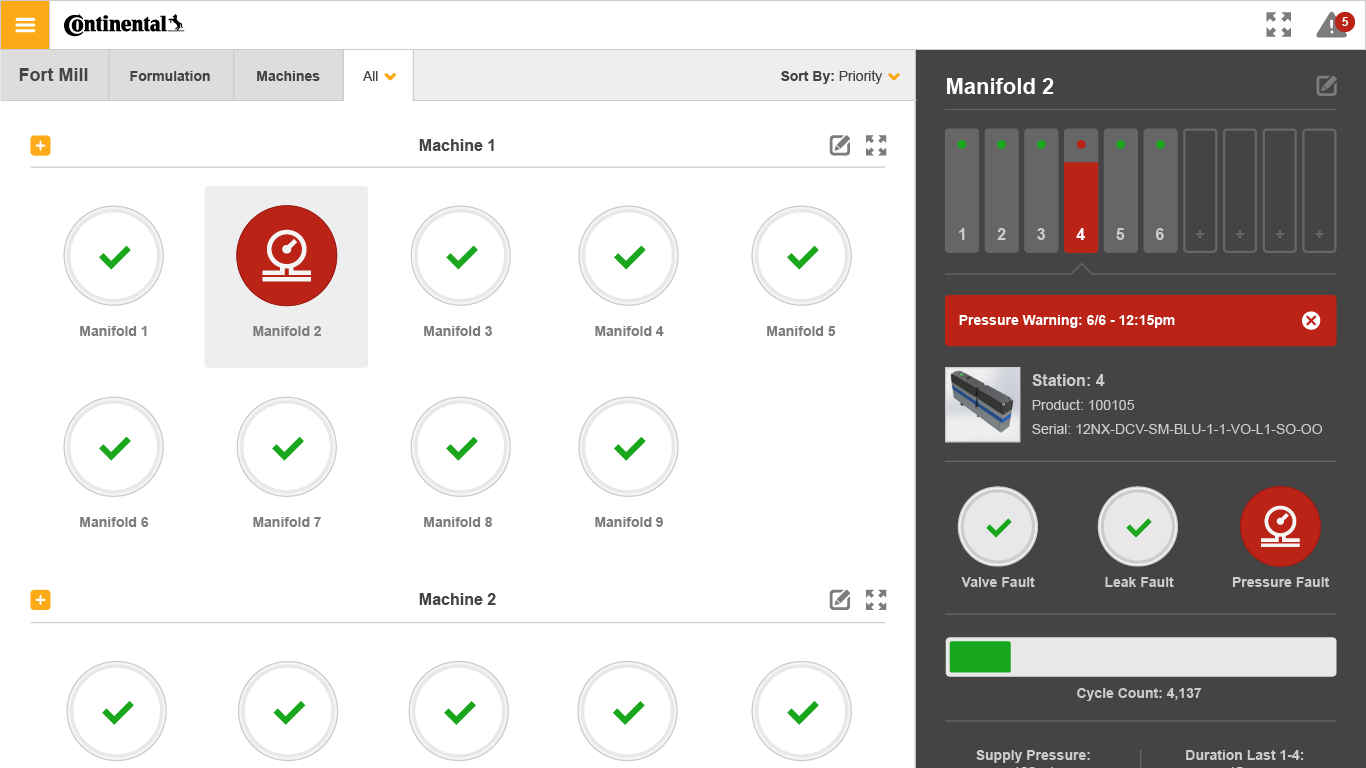 Continental
5
Fort Mill
Formulation
Machines
All
Sort By: Priority
Machine 1
Manifold 1
Manifold 2
Manifold 3
Manifold 4
Manifold 5
Manifold 6
Manifold 7
Manifold 8
Manifold 9
Machine 2
Manifold 2
1 2 3 4 5 6 + + + +
Pressure Warning: 6/6 - 12:15pm
Station: 4
Product: 100105
Serial: 12NX-DCV-SM-BLU-1-1-VO-L1-SO-OO
Valve Fault
Leak Fault
Pressure Fault
Cycle Count: 4,137
Supply Pressure:
Duration Last 1-4: